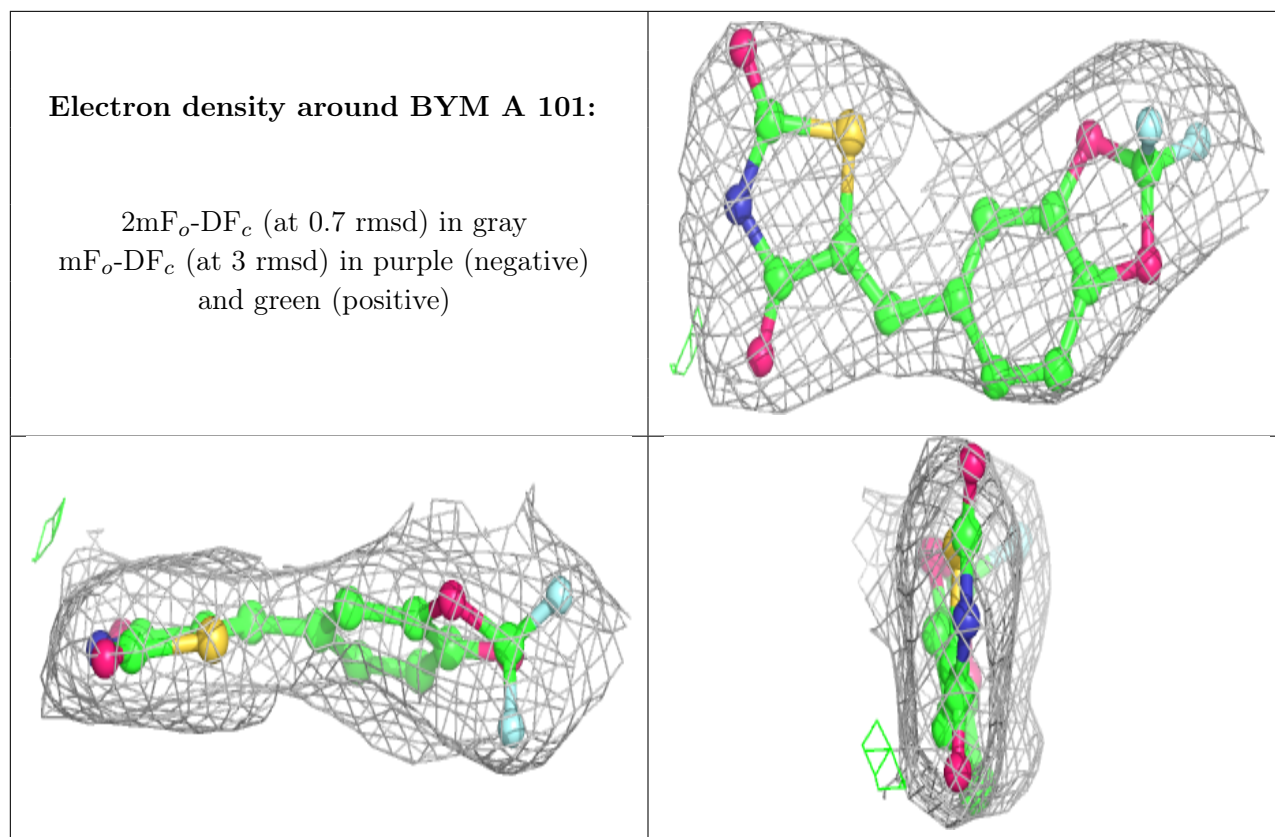 Electron density around BYM A 101:
2mFo-DFc (at 0.7 rmsd) in gray
mFo-DFc (at 3 rmsd) in purple (negative)
and green (positive)